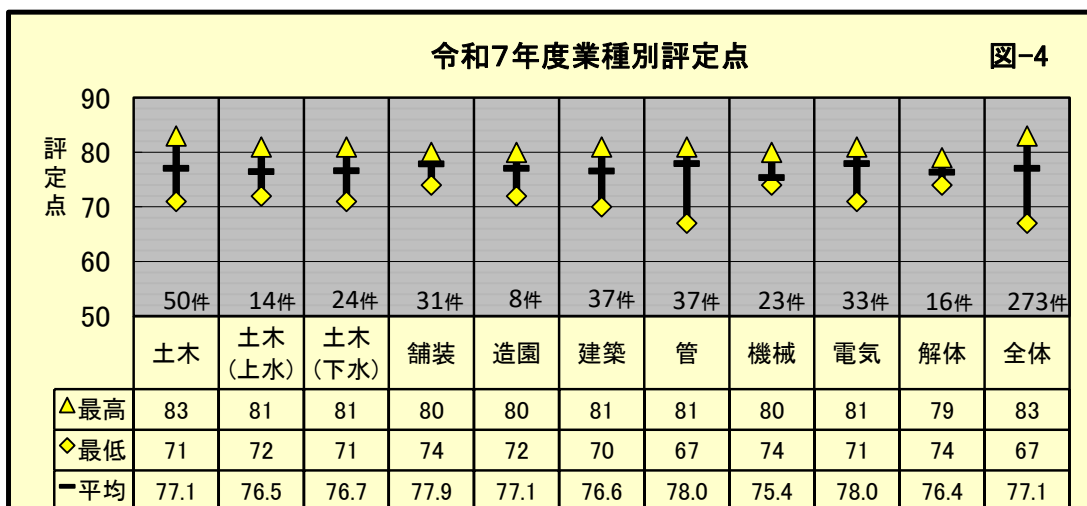 令和7年度業種別評定点 図-4
90
80
70
60
50
評定点
50件 14件 24件 31件 8件 37件 37件 23件 33件 16件 273件
土木 土木(上水) 土木(下水) 舗装 造園 建築 管 機械 電気 解体 全体
最高 83 81 81 80 80 81 81 80 81 79 83
最低 71 72 71 74 72 70 67 74 71 74 67
平均 77.1 76.5 76.7 77.9 77.1 76.6 78.0 75.4 78.0 76.4 77.1